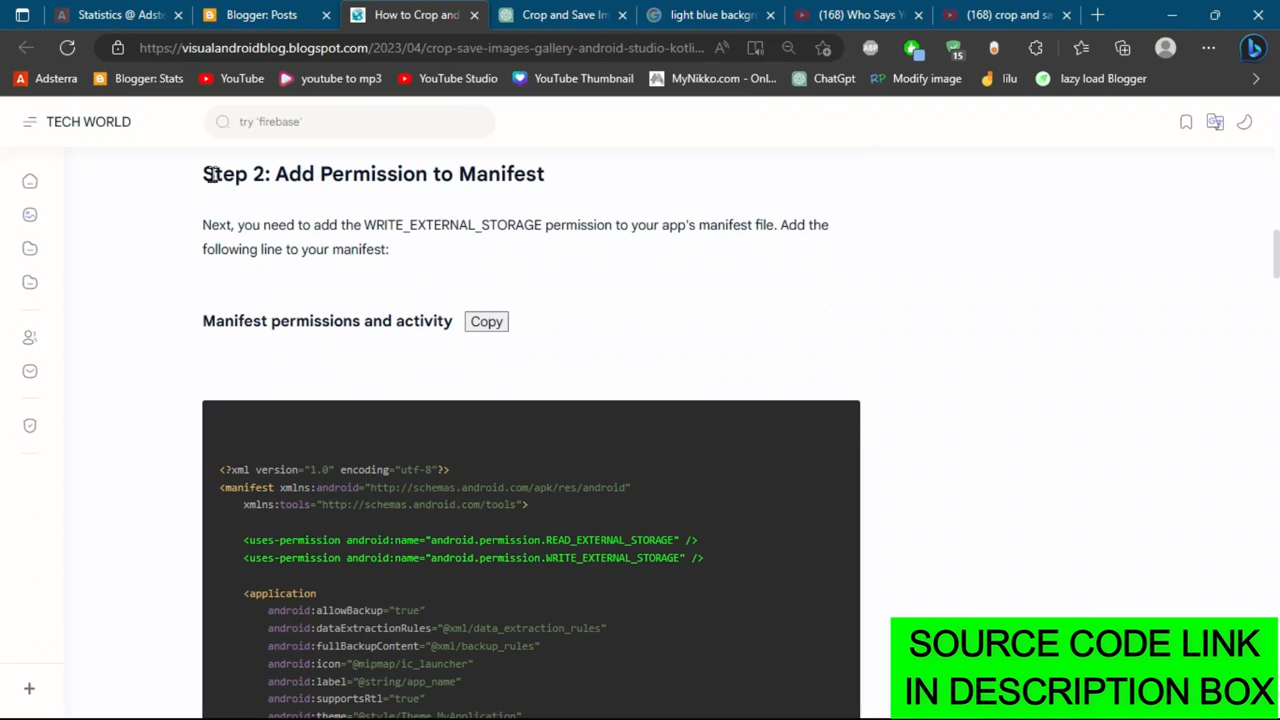 Statistics @ Adste
Blogger: Posts
How to Crop and
Crop and Save Im
light blue backgr
(168) Who Says Y
(168) crop and sa
https://visualandroidblog.blogspot.com/2023/04/crop-save-images-gallery-android-studio-kotli...
ABP
15
Adsterra
Blogger: Stats
YouTube
youtube to mp3
YouTube Studio
YouTube Thumbnail
MyNikko.com - Onl...
ChatGpt
RP Modify image
lilu
lazy load Blogger
TECH WORLD
try 'firebase'
Step 2: Add Permission to Manifest
Next, you need to add the WRITE_EXTERNAL_STORAGE permission to your app's manifest file. Add the
following line to your manifest:
Manifest permissions and activity
Copy
<?xml version="1.0" encoding="utf-8"?>
<manifest xmlns:android="http://schemas.android.com/apk/res/android"
xmlns:tools="http://schemas.android.com/tools">
<uses-permission android:name="android.permission.READ_EXTERNAL_STORAGE" />
<uses-permission android:name="android.permission.WRITE_EXTERNAL_STORAGE" />
<application
android:allowBackup="true"
android:dataExtractionRules="@xml/data_extraction_rules"
android:fullBackupContent="@xml/backup_rules"
android:icon="@mipmap/ic_launcher"
android:label="@string/app_name"
android:supportsRtl="true"
android:theme="@style/Theme.MyApplication"
SOURCE CODE LINK
IN DESCRIPTION BOX